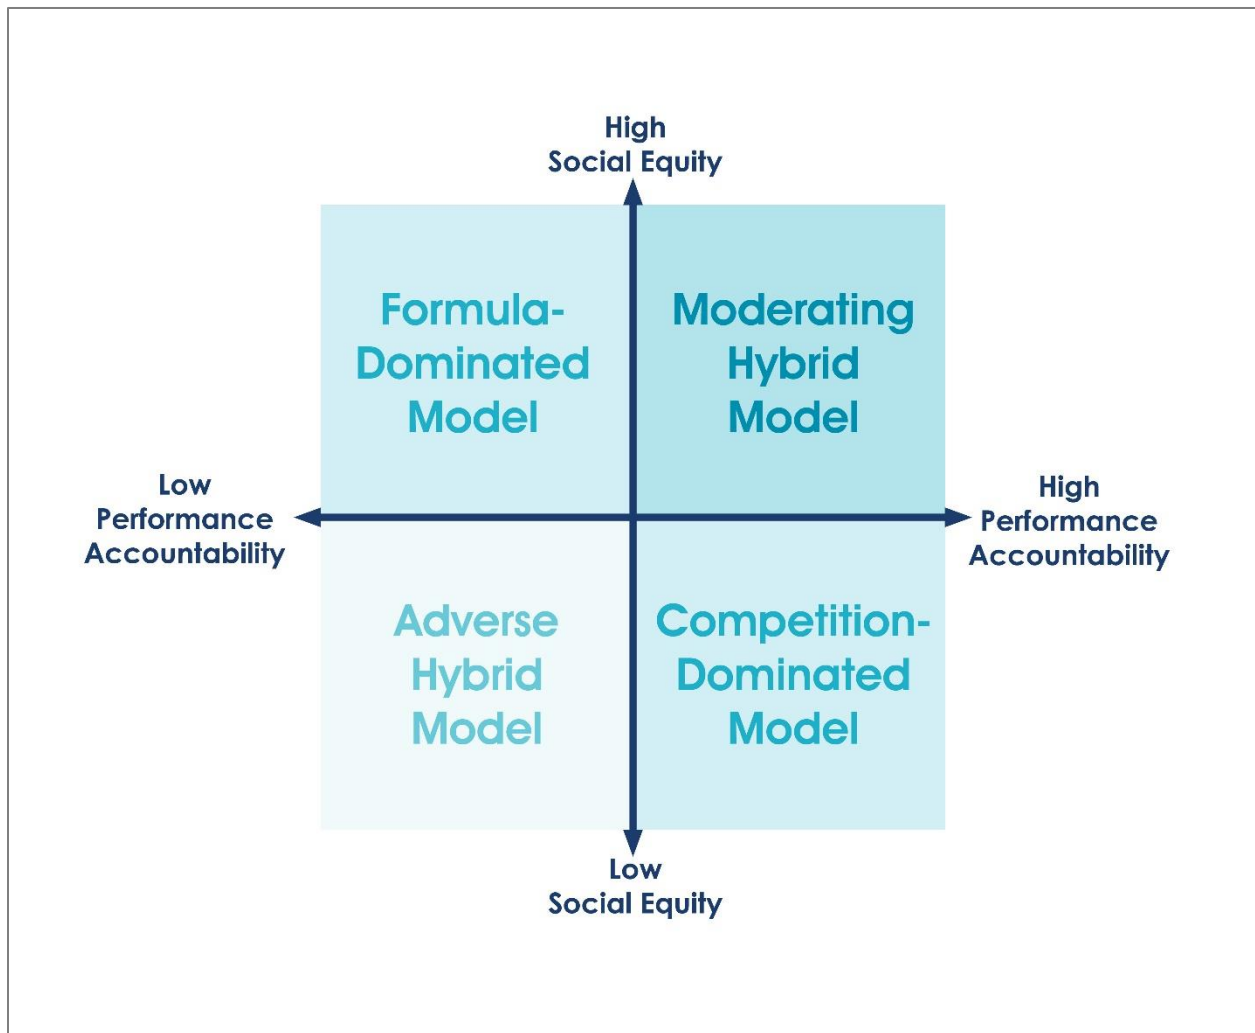 High
Social Equity
Formula-
Dominated
Model
Moderating
Hybrid
Model
Low
Performance
Accountability
High
Performance
Accountability
Adverse
Hybrid
Model
Competition-
Dominated
Model
Low
Social Equity